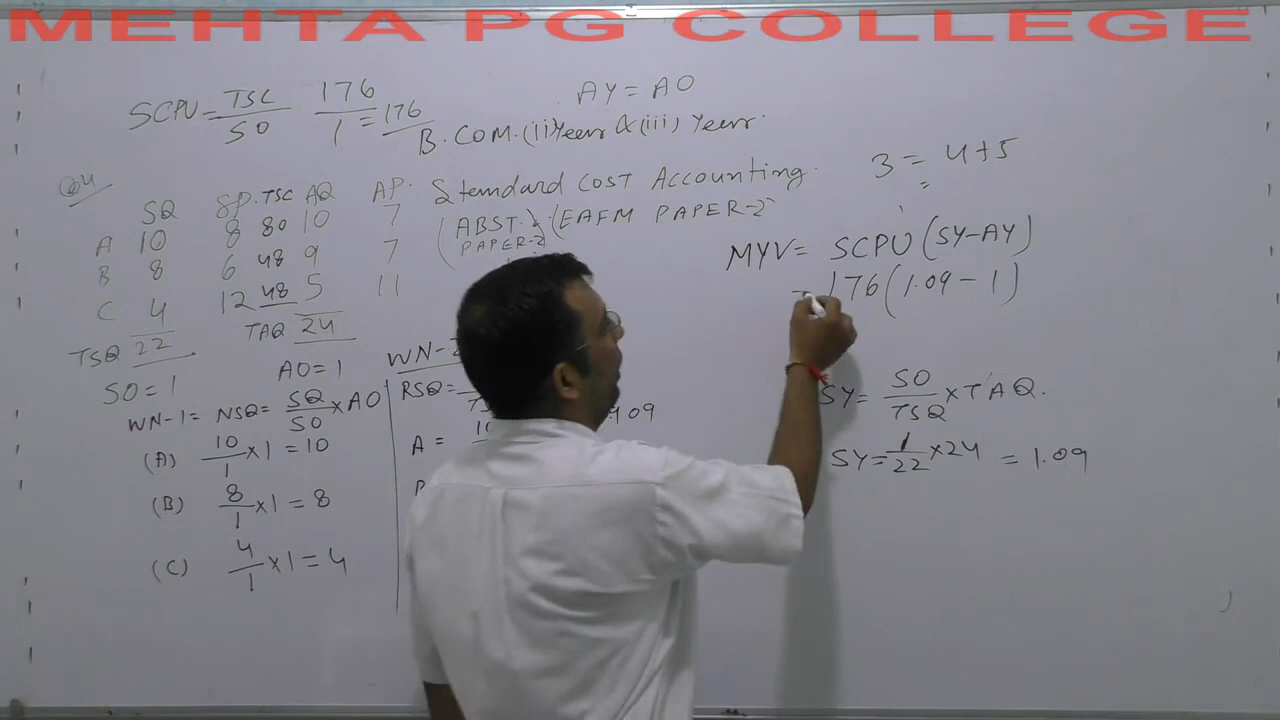 MEHTA PG COLLEGE
SCPU = TSC/SO 176/1 = 176
AY = AO
B.COM. (ii) Year & (iii) Year.
Q4
Standard COST Accounting.
(ABST. PAPER-2) (EAFM PAPER-2)
3 = 4+5
SQ SP. TSC AQ AP.
A 10 8 80 10 7
B 8 6 48 9 7
C 4 12 48 5 11
TSQ 22 TAQ 24
SO = 1 AO = 1
WN-1 = NSQ = SQ/SO × AO
(A) 10/1 × 1 = 10
(B) 8/1 × 1 = 8
(C) 4/1 × 1 = 4
WN-2
RSQ =
A =
MYV = SCPU (SY-AY)
= 176 (1.09 - 1)
SY = SO/TSQ × TAQ.
SY = 1/22 × 24 = 1.09